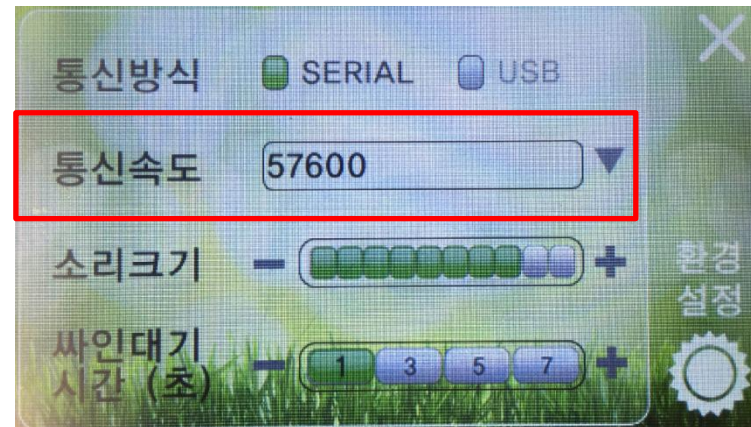 통신방식 SERIAL USB
통신속도 57600
소리크기 - +
환경
설정
싸인대기
시간 (초) - 1 3 5 7 +